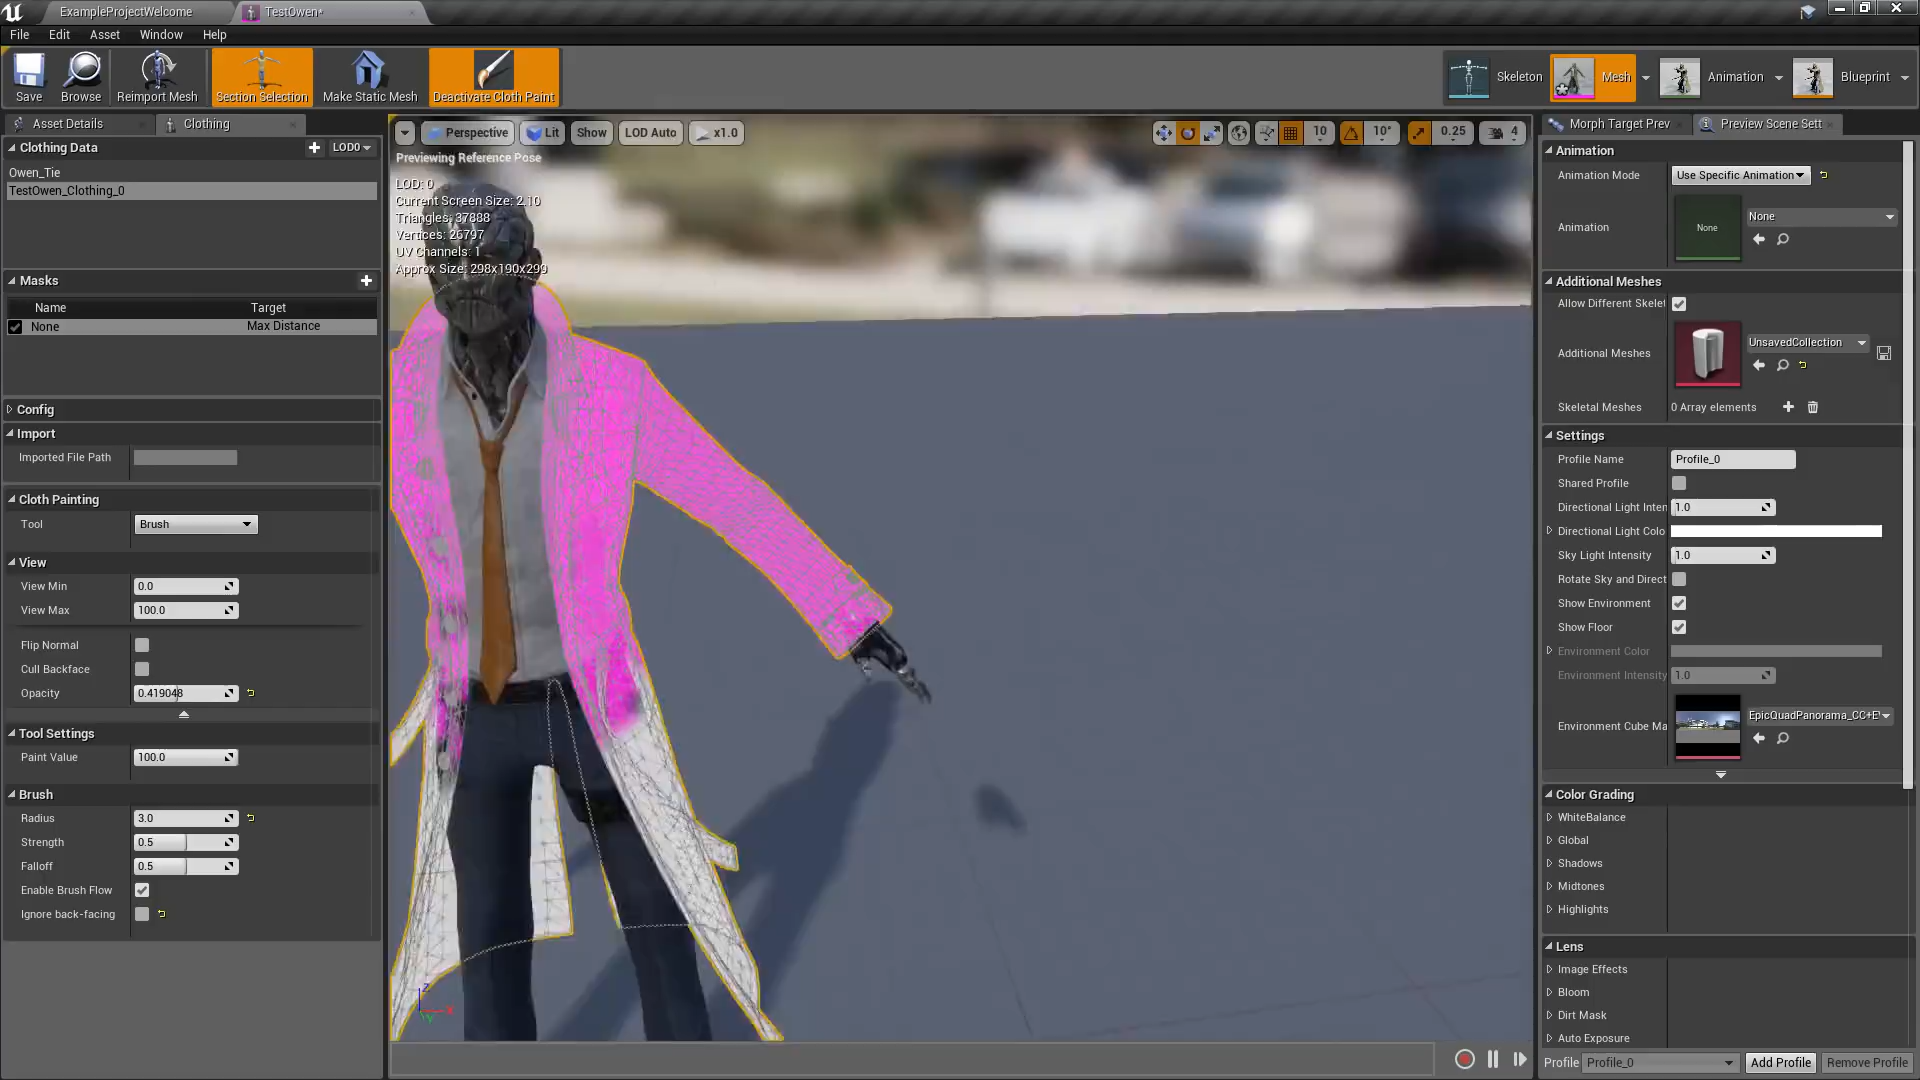 ExampleProjectWelcome
TestOwen*
File Edit Asset Window Help
Save
Browse
Reimport Mesh
Section Selection
Make Static Mesh
Deactivate Cloth Paint
Skeleton
Mesh
Animation
Blueprint
Asset Details
Clothing
Clothing Data
LOD0
Owen_Tie
TestOwen_Clothing_0
Masks
Name Target
None Max Distance
Config
Import
Imported File Path
Cloth Painting
Tool Brush
View
View Min 0.0
View Max 100.0
Flip Normal
Cull Backface
Opacity 0.419048
Tool Settings
Paint Value 100.0
Brush
Radius 3.0
Strength 0.5
Falloff 0.5
Enable Brush Flow
Ignore back-facing
Perspective Lit Show LOD Auto x1.0
10 10° 0.25 4
Previewing Reference Pose
LOD: 0
Current Screen Size: 2.10
Triangles: 37888
Vertices: 26797
UV Channels: 1
Approx Size: 298x190x299
Z
X
Y
Morph Target Prev
Preview Scene Sett
Animation
Animation Mode Use Specific Animation
Animation None None
Additional Meshes
Allow Different Skelet
Additional Meshes UnsavedCollection
Skeletal Meshes 0 Array elements
Settings
Profile Name Profile_0
Shared Profile
Directional Light Inten 1.0
Directional Light Colo
Sky Light Intensity 1.0
Rotate Sky and Direct
Show Environment
Show Floor
Environment Color
Environment Intensity 1.0
Environment Cube Ma EpicQuadPanorama_CC+E
Color Grading
WhiteBalance
Global
Shadows
Midtones
Highlights
Lens
Image Effects
Bloom
Dirt Mask
Auto Exposure
Profile Profile_0 Add Profile Remove Profile